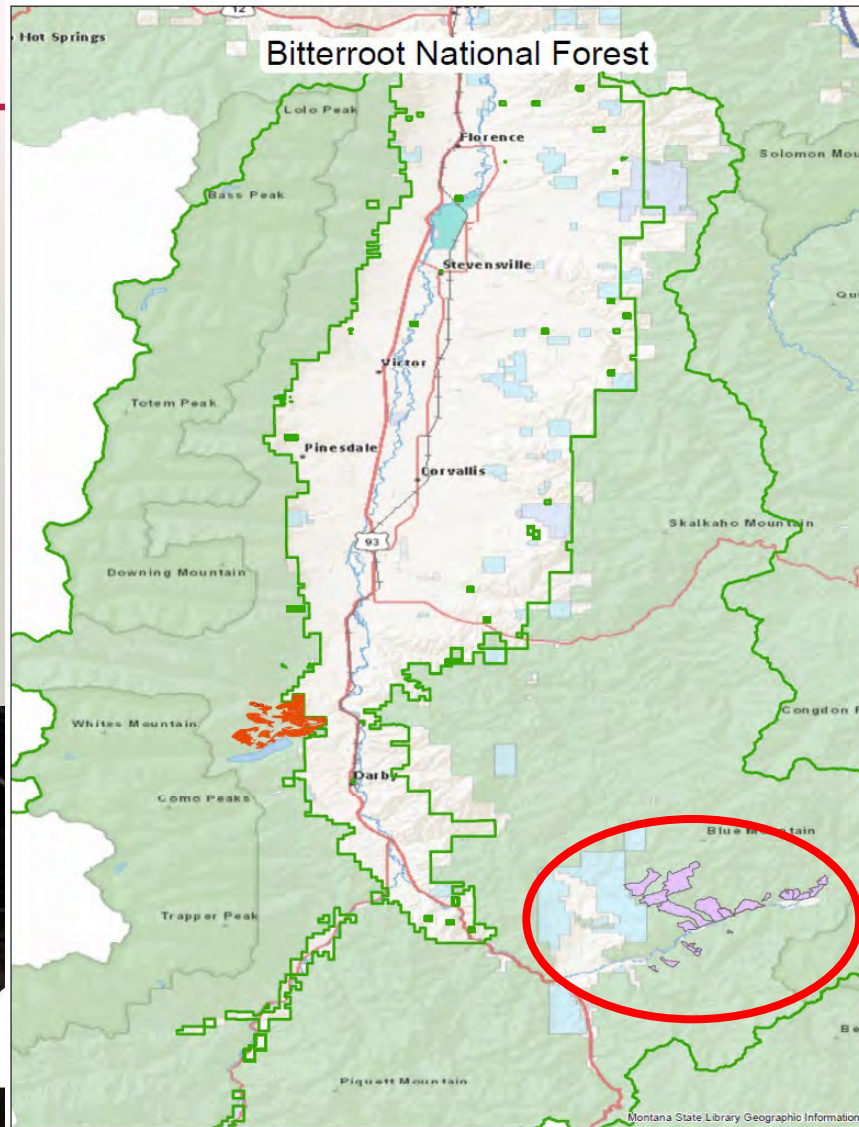 12
Hot Springs
Bitterroot National Forest
Lolo Peak
Florence
Solomon Mou
Bass Peak
Stevensville
Qui
Victor
Totem Peak
Pinesdale
Corvallis
Skalkaho Mountain
93
Downing Mountain
Whites Mountain
Congdon P
Darby
Como Peaks
Blue Mountain
Trapper Peak
Be
Piquett Mountain
Montana State Library Geographic Information